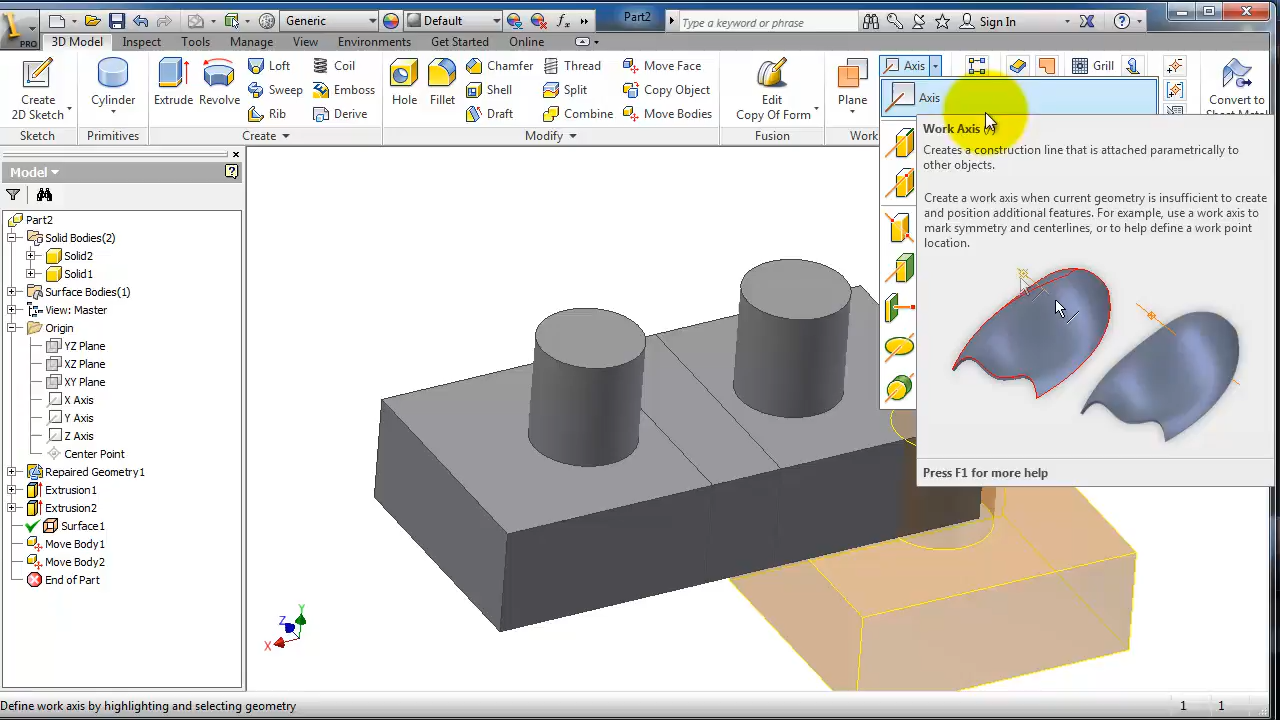 Generic
Default
Part2
Type a keyword or phrase
Sign In
PRO
3D Model
Inspect
Tools
Manage
View
Environments
Get Started
Online
Create
2D Sketch
Cylinder
Extrude
Revolve
Loft
Sweep
Rib
Coil
Emboss
Derive
Hole
Fillet
Chamfer
Shell
Draft
Thread
Split
Combine
Move Face
Copy Object
Move Bodies
Edit
Copy Of Form
Plane
Axis
Grill
Convert to
Sketch
Primitives
Create
Modify
Fusion
Work
Axis
Work Axis
Creates a construction line that is attached parametrically to
other objects.
Create a work axis when current geometry is insufficient to create
and position additional features. For example, use a work axis to
mark symmetry and centerlines, or to help define a work point
location.
Press F1 for more help
Model
Part2
Solid Bodies(2)
Solid2
Solid1
Surface Bodies(1)
View: Master
Origin
YZ Plane
XZ Plane
XY Plane
X Axis
Y Axis
Z Axis
Center Point
Repaired Geometry1
Extrusion1
Extrusion2
Surface1
Move Body1
Move Body2
End of Part
Y
Z
X
Define work axis by highlighting and selecting geometry
1
1